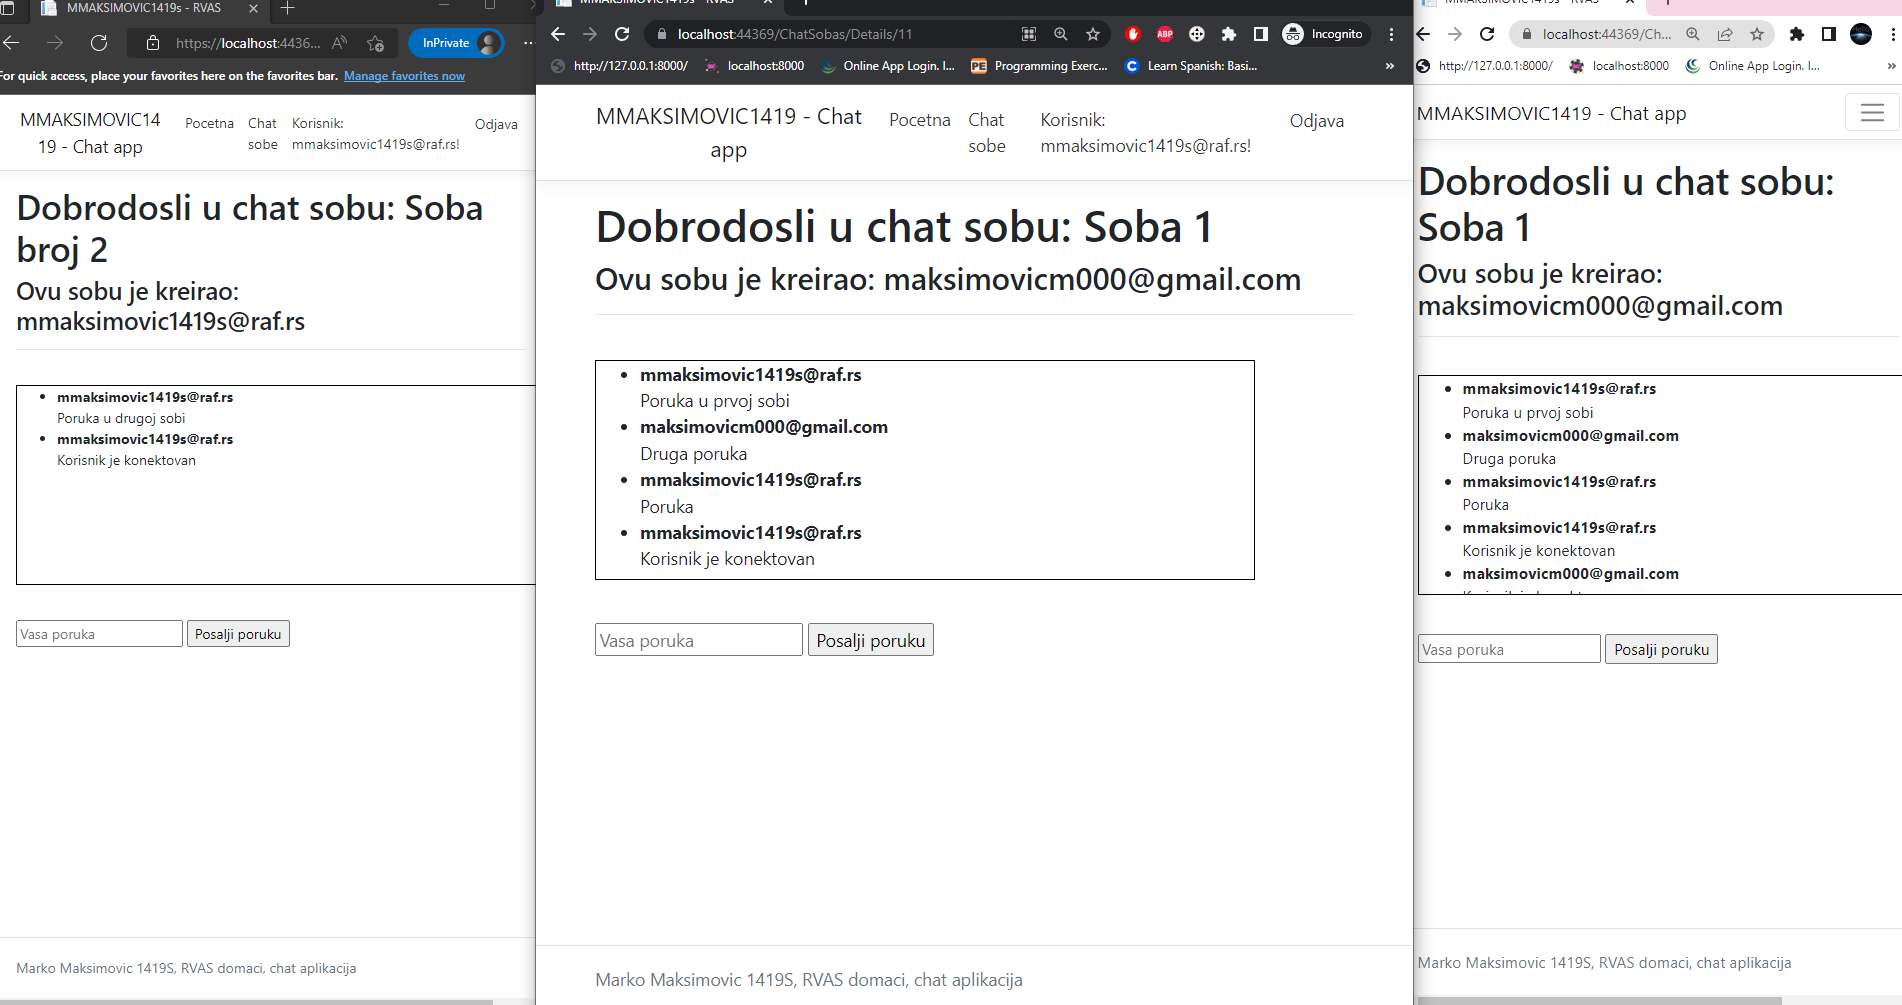 MMAKSIMOVIC1419s - RVAS
https://localhost:4436...
InPrivate
For quick access, place your favorites here on the favorites bar. Manage favorites now
MMAKSIMOVIC14
19 - Chat app
Pocetna
Chat
sobe
Korisnik:
mmaksimovic1419s@raf.rs!
Odjava
Dobrodosli u chat sobu: Soba
broj 2
Ovu sobu je kreirao:
mmaksimovic1419s@raf.rs
mmaksimovic1419s@raf.rs
Poruka u drugoj sobi
mmaksimovic1419s@raf.rs
Korisnik je konektovan
Vasa poruka
Posalji poruku
Marko Maksimovic 1419S, RVAS domaci, chat aplikacija
MMAKSIMOVIC1419s - RVAS
localhost:44369/ChatSobas/Details/11
ABP
Incognito
http://127.0.0.1:8000/
localhost:8000
Online App Login. I...
PE
Programming Exerc...
C
Learn Spanish: Basi...
»
MMAKSIMOVIC1419 - Chat
app
Pocetna
Chat
sobe
Korisnik:
mmaksimovic1419s@raf.rs!
Odjava
Dobrodosli u chat sobu: Soba 1
Ovu sobu je kreirao: maksimovicm000@gmail.com
mmaksimovic1419s@raf.rs
Poruka u prvoj sobi
maksimovicm000@gmail.com
Druga poruka
mmaksimovic1419s@raf.rs
Poruka
mmaksimovic1419s@raf.rs
Korisnik je konektovan
Vasa poruka
Posalji poruku
Marko Maksimovic 1419S, RVAS domaci, chat aplikacija
MMAKSIMOVIC1419s - RVAS
localhost:44369/Ch...
http://127.0.0.1:8000/
localhost:8000
Online App Login. I...
»
MMAKSIMOVIC1419 - Chat app
Dobrodosli u chat sobu:
Soba 1
Ovu sobu je kreirao:
maksimovicm000@gmail.com
mmaksimovic1419s@raf.rs
Poruka u prvoj sobi
maksimovicm000@gmail.com
Druga poruka
mmaksimovic1419s@raf.rs
Poruka
mmaksimovic1419s@raf.rs
Korisnik je konektovan
maksimovicm000@gmail.com
Vasa poruka
Posalji poruku
Marko Maksimovic 1419S, RVAS domaci, chat aplikacija